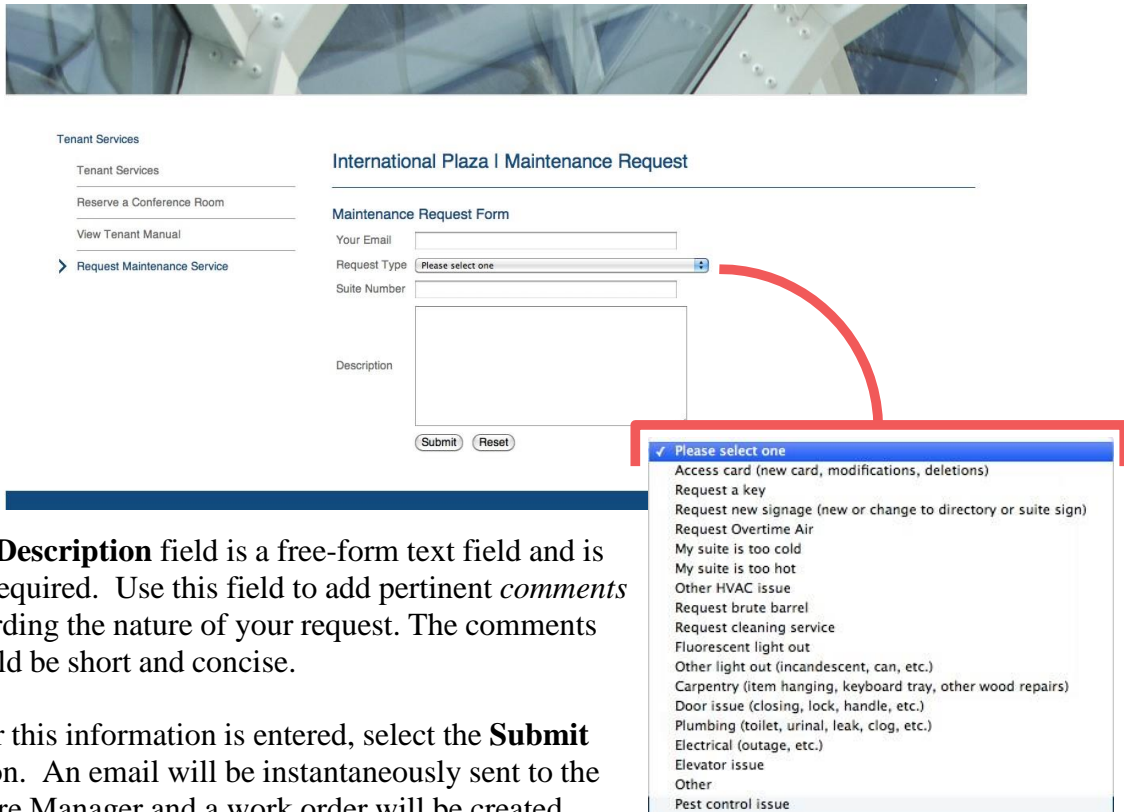 Tenant Services
Tenant Services
Reserve a Conference Room
View Tenant Manual
Request Maintenance Service
International Plaza | Maintenance Request
Maintenance Request Form
Your Email
Request Type Please select one
Suite Number
Description
Submit Reset
✓ Please select one
Access card (new card, modifications, deletions)
Request a key
Request new signage (new or change to directory or suite sign)
Request Overtime Air
My suite is too cold
My suite is too hot
Other HVAC issue
Request brute barrel
Request cleaning service
Fluorescent light out
Other light out (incandescent, can, etc.)
Carpentry (item hanging, keyboard tray, other wood repairs)
Door issue (closing, lock, handle, etc.)
Plumbing (toilet, urinal, leak, clog, etc.)
Electrical (outage, etc.)
Elevator issue
Other
Pest control issue
Description field is a free-form text field and is
equired. Use this field to add pertinent comments
rding the nature of your request. The comments
ld be short and concise.
r this information is entered, select the Submit
on. An email will be instantaneously sent to the
re Manager and a work order will be created